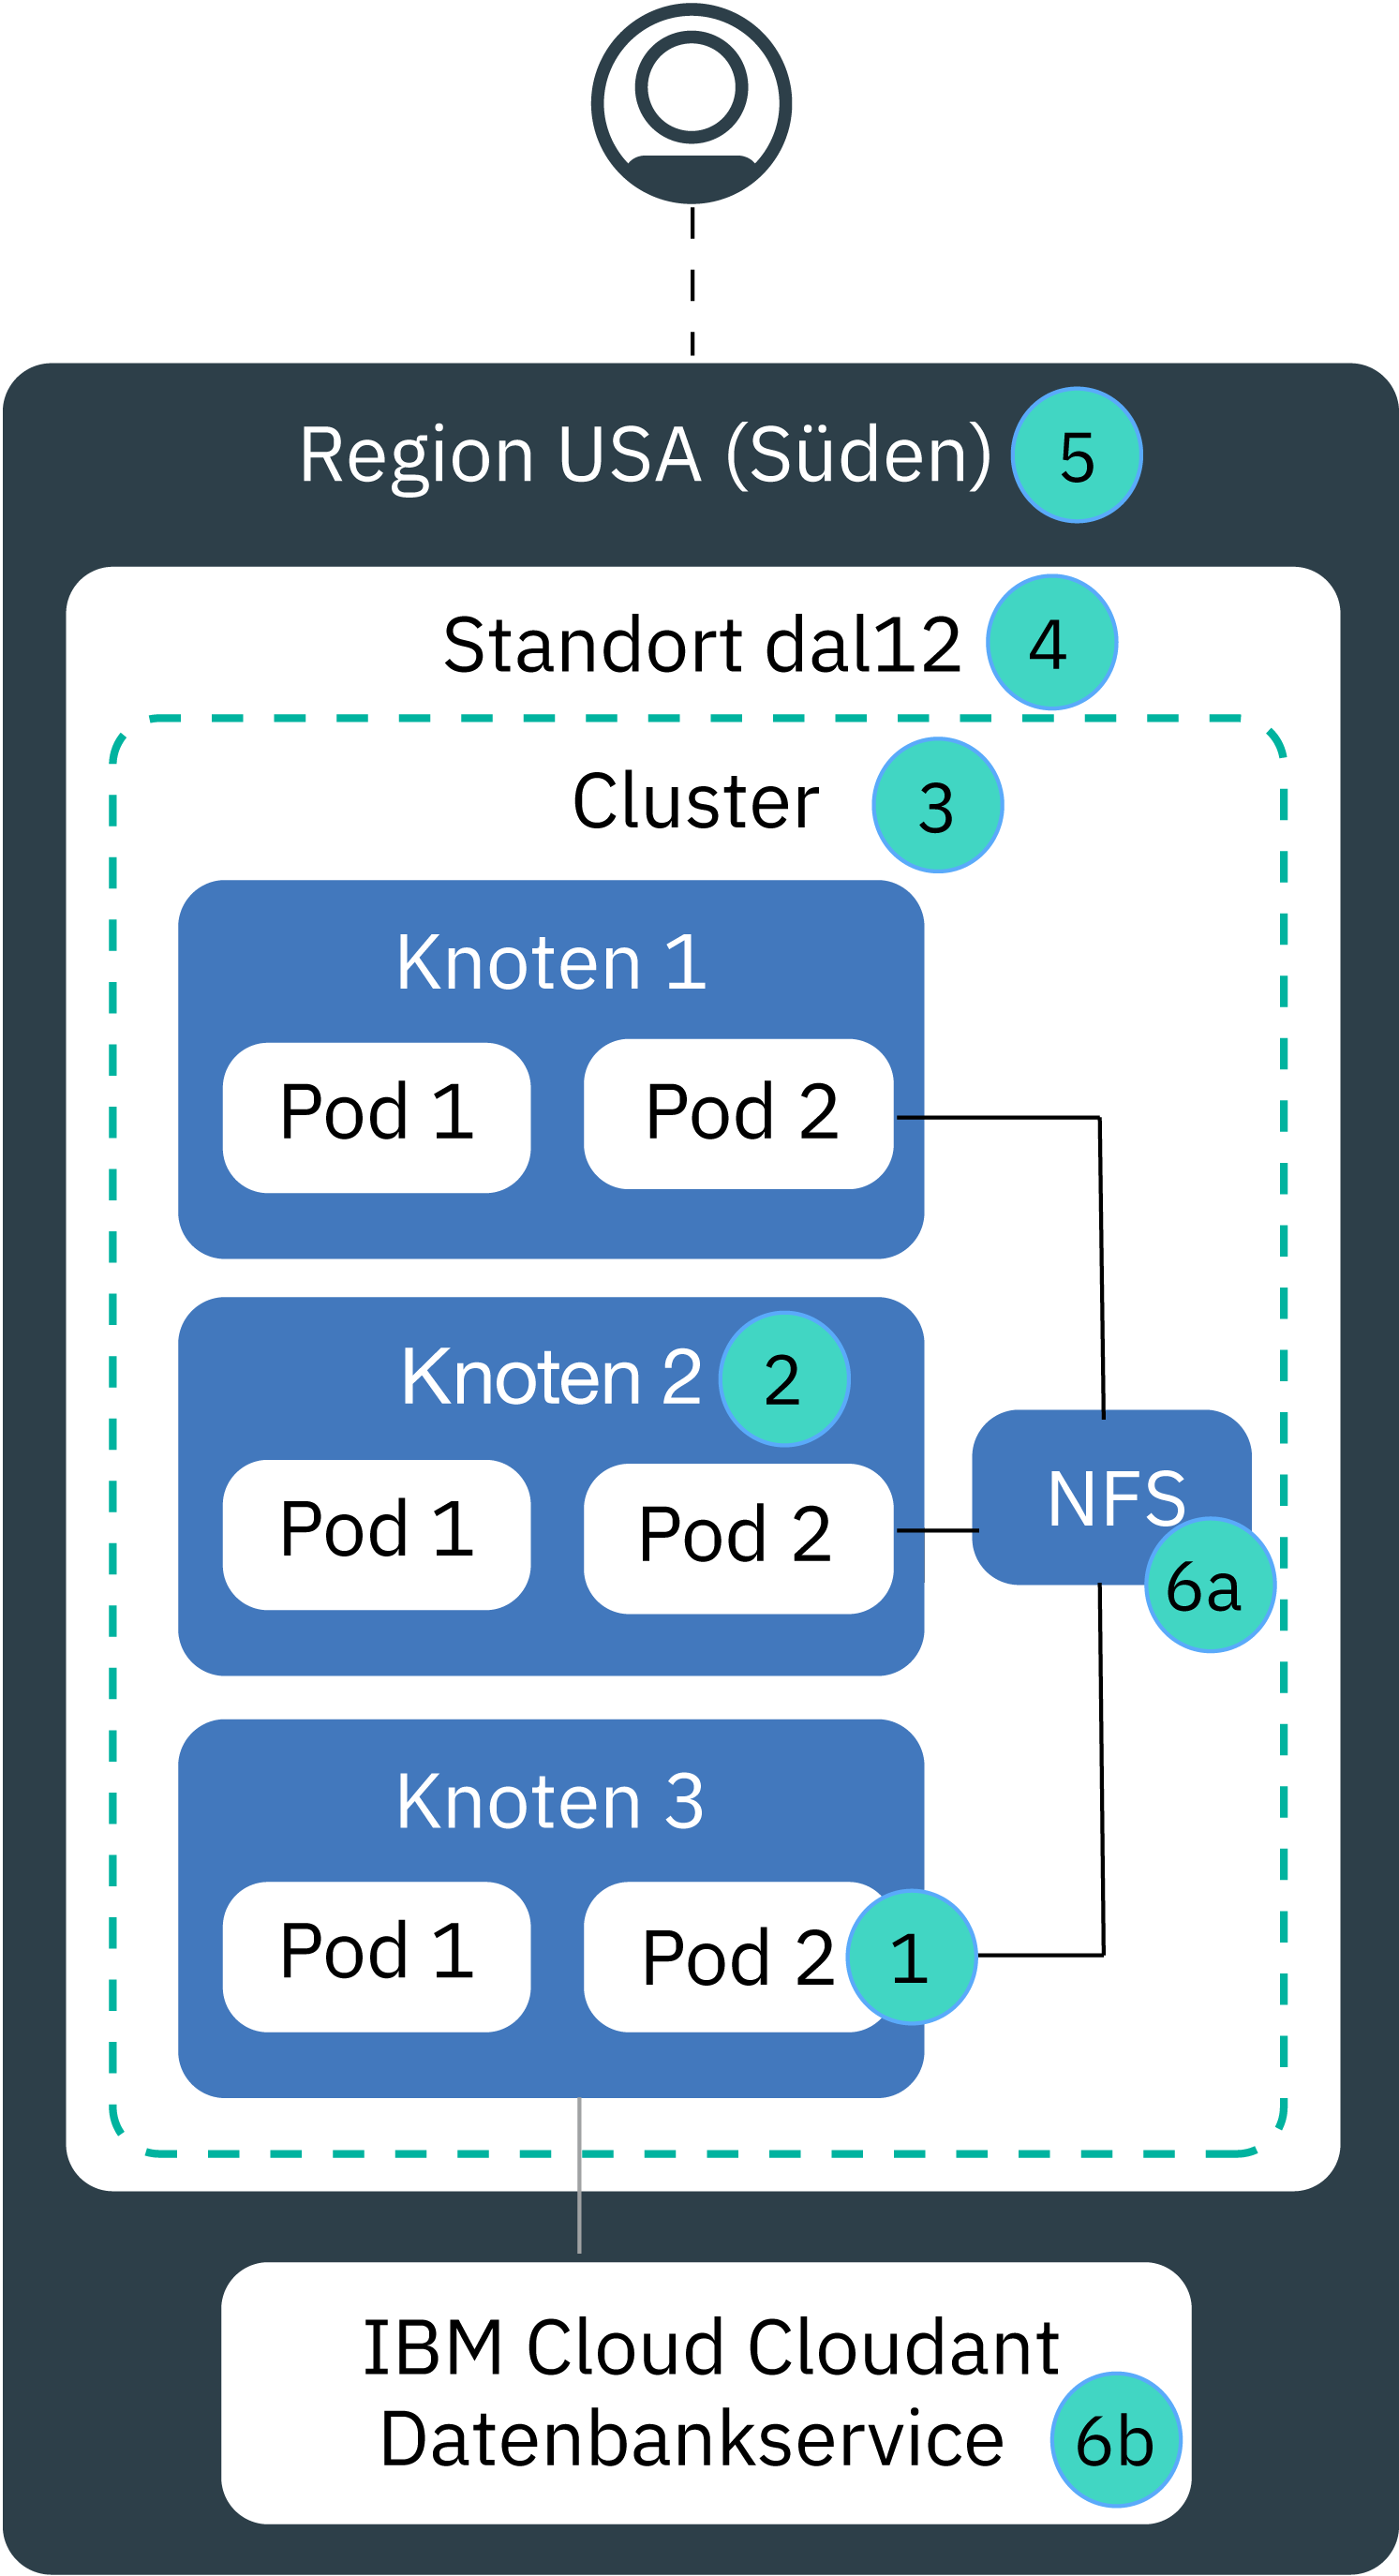 Region USA (Süden) 5
Standort dal12 4
Cluster 3
Knoten 1
Pod 1 Pod 2
Knoten 2 2
Pod 1 Pod 2
NFS
6a
Knoten 3
Pod 1 Pod 2 1
IBM Cloud Cloudant
Datenbankservice 6b